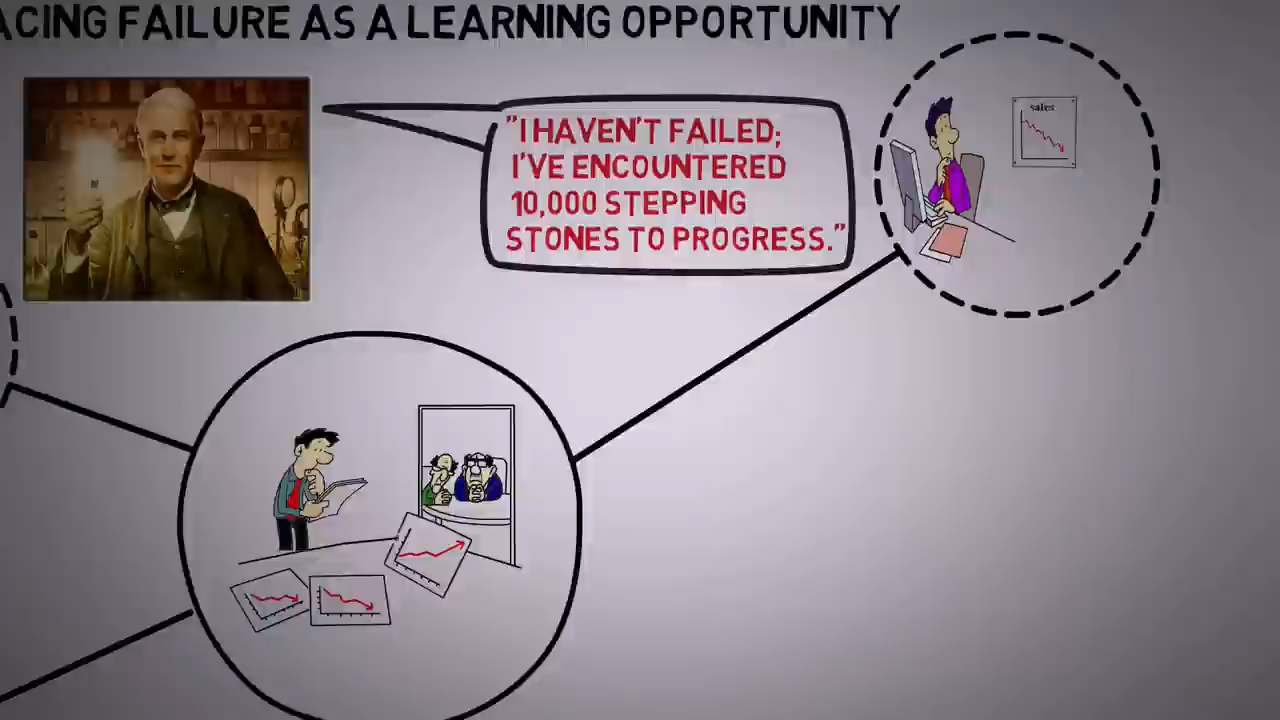 ACING FAILURE AS A LEARNING OPPORTUNITY
"I HAVEN'T FAILED;
I'VE ENCOUNTERED
10,000 STEPPING
STONES TO PROGRESS."
sales